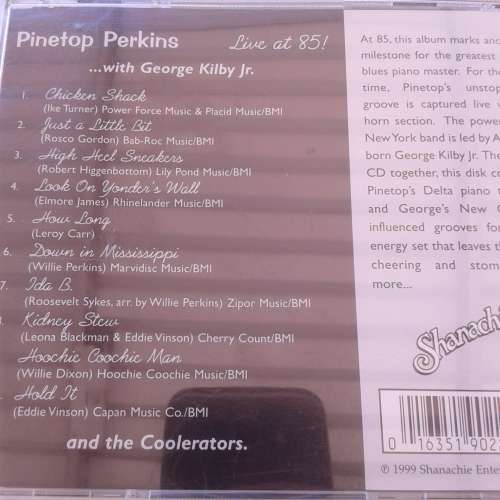 Pinetop Perkins Live at 85!
...with George Kilby Jr.
1. Chicken Shack
(Ike Turner) Power Force Music & Placid Music/BMI
2. Just a Little Bit
(Rosco Gordon) Bab-Roc Music/BMI
3. High Heel Sneakers
(Robert Higgenbottom) Lily Pond Music/BMI
4. Look On Yonder's Wall
(Elmore James) Rhinelander Music/BMI
5. How Long
(Leroy Carr)
6. Down in Mississippi
(Willie Perkins) Marvidisc Music/BMI
7. Ida B.
(Roosevelt Sykes, arr. by Willie Perkins) Zipor Music/BMI
Kidney Stew
(Leona Blackman & Eddie Vinson) Cherry Count/BMI
Hoochie Coochie Man
(Willie Dixon) Hoochie Coochie Music/BMI
Hold It
(Eddie Vinson) Capan Music Co./BMI
and the Coolerators.
At 85, this album marks ano
milestone for the greatest
blues piano master. For the
time, Pinetop's unstop
groove is captured live w
horn section. The power
New York band is led by A
born George Kilby Jr. The
CD together, this disk c
Pinetop's Delta piano t
and George's New O
influenced grooves fo
energy set that leaves t
cheering and stom
more...
Shanachie
0 16351 902
© 1999 Shanachie Enter